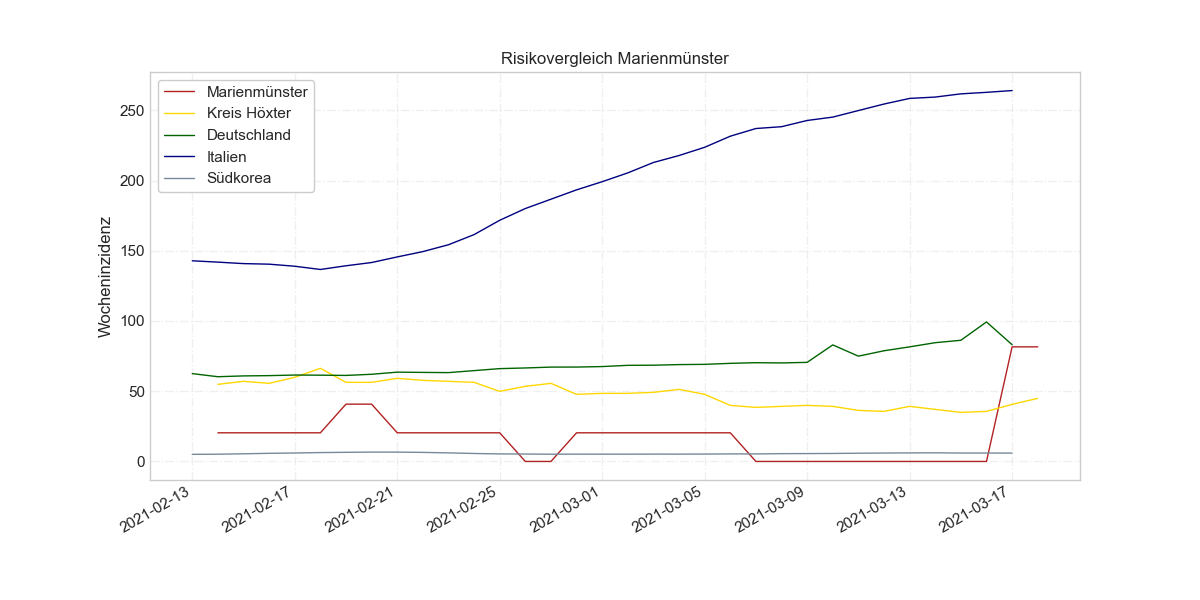 Risikovergleich Marienmünster
Marienmünster
Kreis Höxter
Deutschland
Italien
Südkorea
Wocheninzidenz
250
200
150
100
50
0
2021-02-13
2021-02-17
2021-02-21
2021-02-25
2021-03-01
2021-03-05
2021-03-09
2021-03-13
2021-03-17